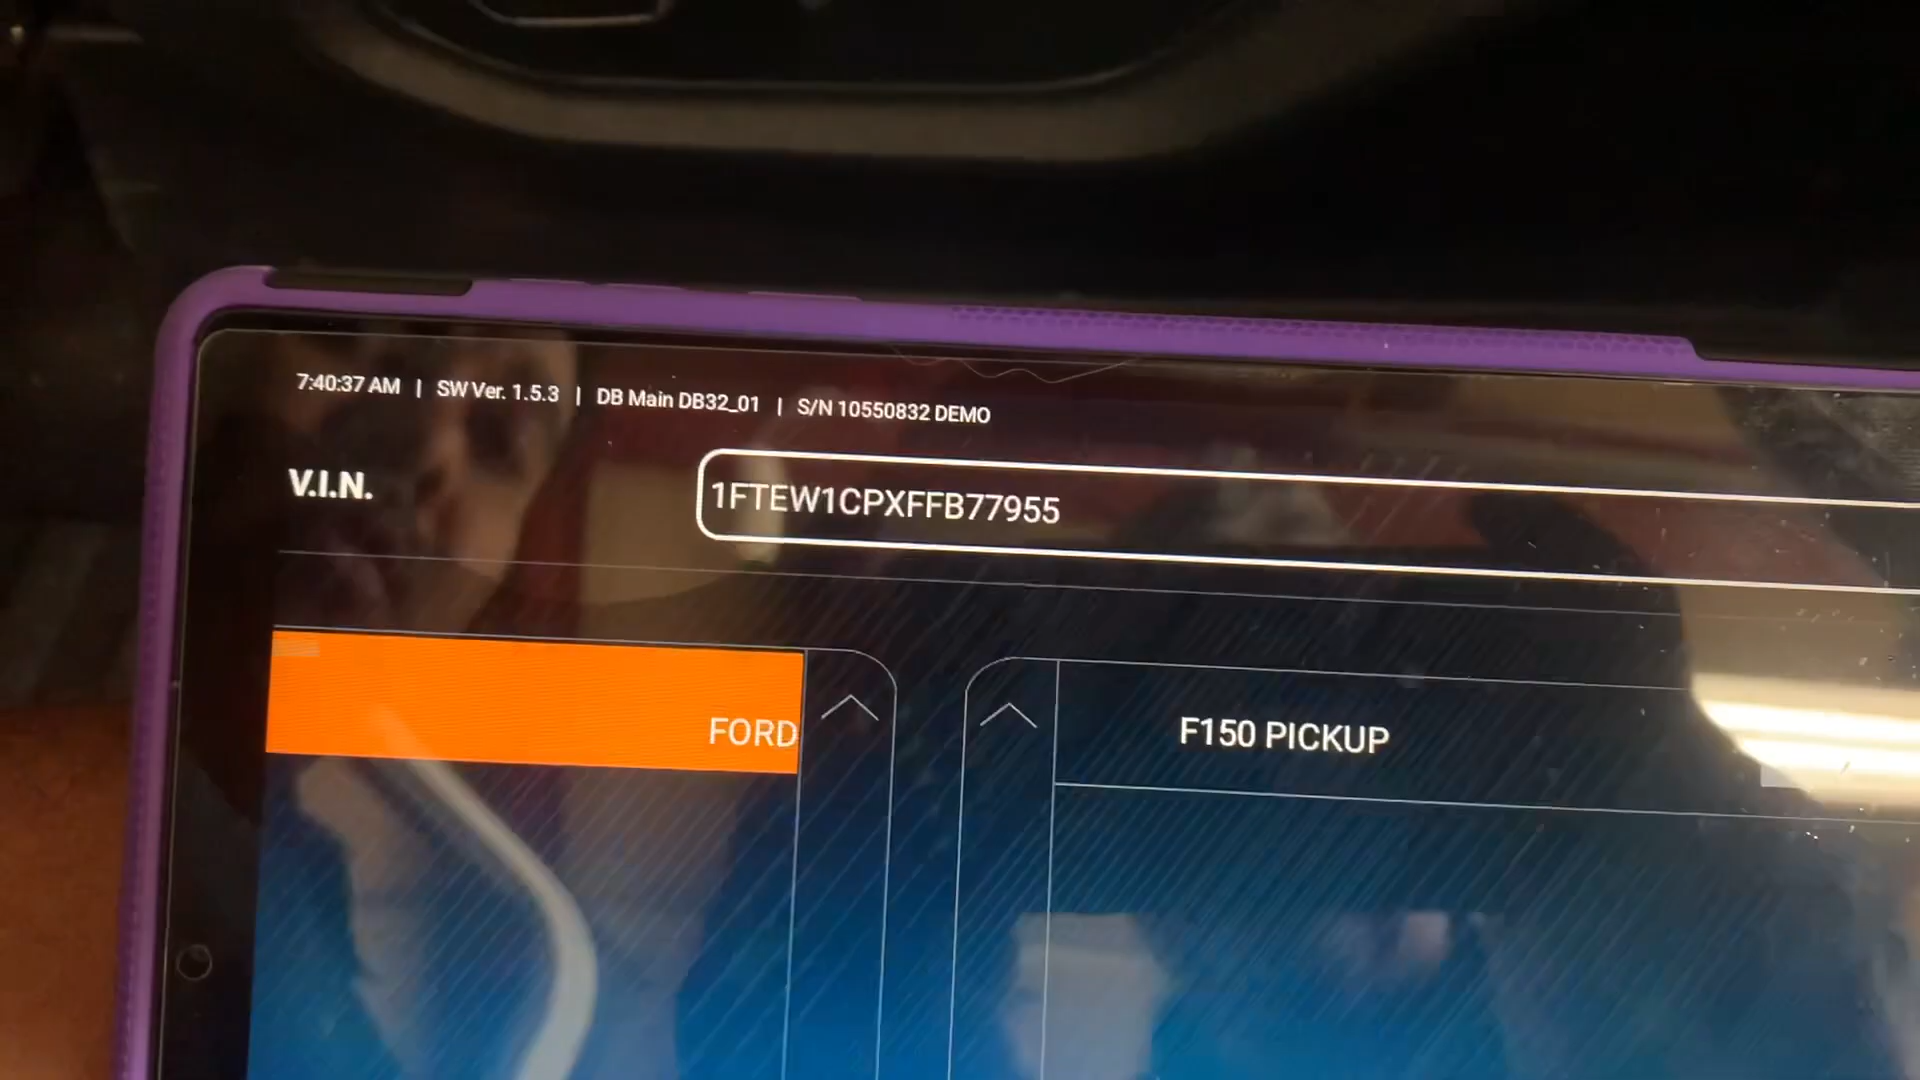 7:40:37 AM | SW Ver. 1.5.3 | DB Main DB32_01 | S/N 10550832 DEMO
V.I.N. 1FTEW1CPXFFB77955
FORD F150 PICKUP